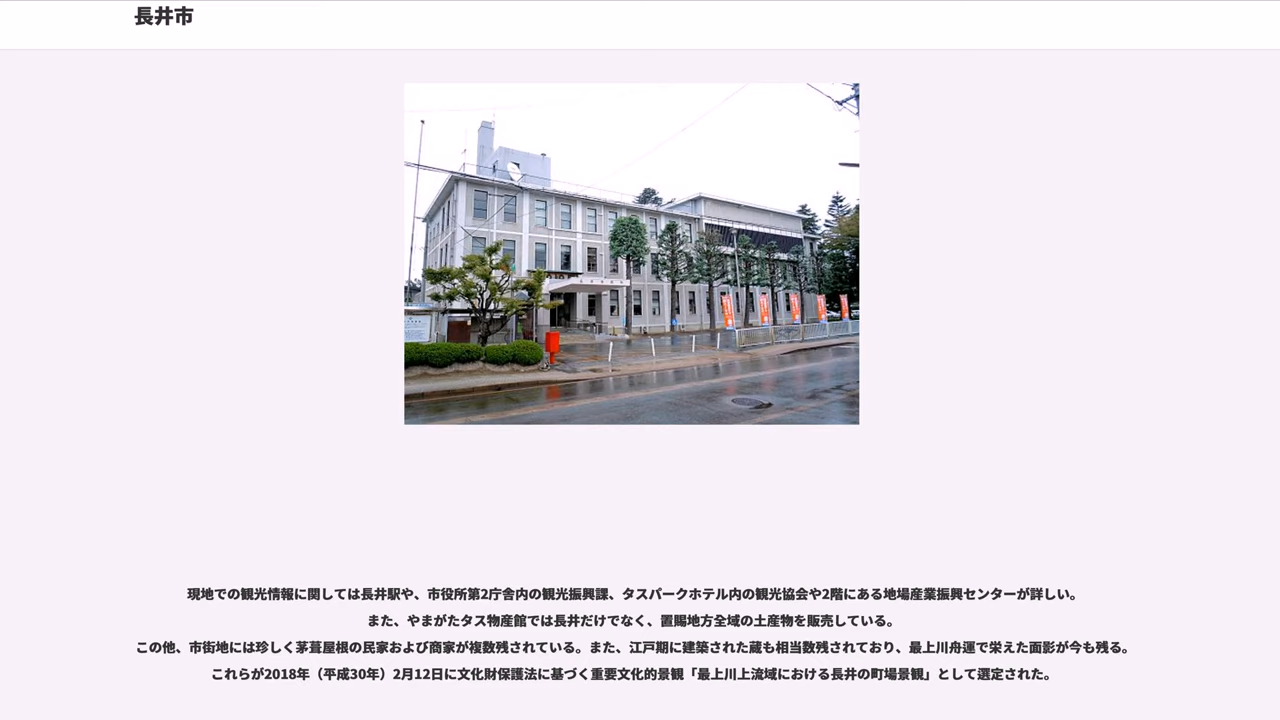 長井市
現地での観光情報に関しては長井駅や、市役所第2庁舎内の観光振興課、タスパークホテル内の観光協会や2階にある地場産業振興センターが詳しい。
また、やまがたタス物産館では長井だけでなく、置賜地方全域の土産物を販売している。
この他、市街地には珍しく茅葺屋根の民家および商家が複数残されている。また、江戸期に建築された蔵も相当数残されており、最上川舟運で栄えた面影が今も残る。
これらが2018年（平成30年）2月12日に文化財保護法に基づく重要文化的景観「最上川上流域における長井の町場景観」として選定された。